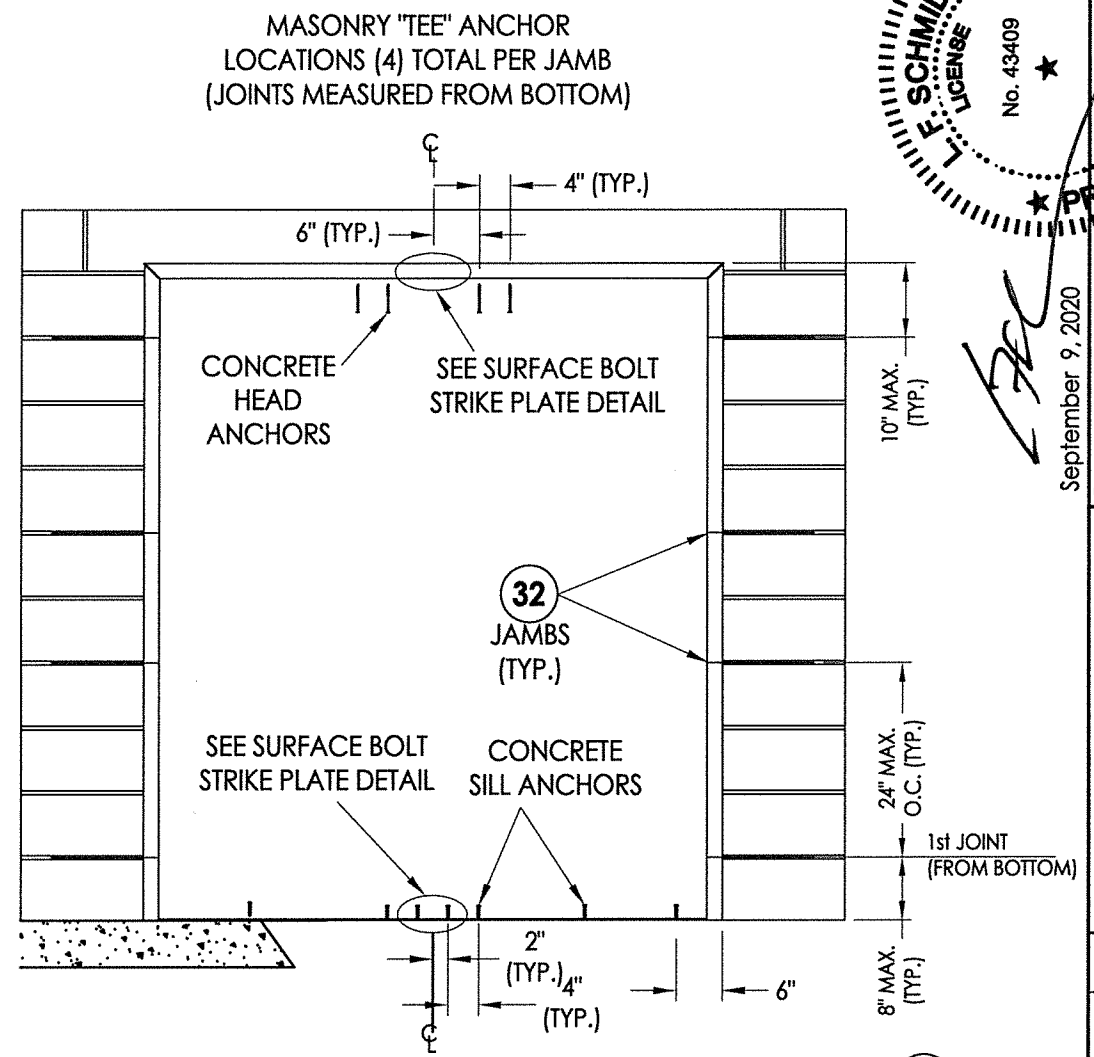 MASONRY "TEE" ANCHOR
LOCATIONS (4) TOTAL PER JAMB
(JOINTS MEASURED FROM BOTTOM)
L. F. SCHMID
LICENSE
No. 43409
September 9, 2020
CL
4" (TYP.)
6" (TYP.)
CONCRETE
HEAD
ANCHORS
SEE SURFACE BOLT
STRIKE PLATE DETAIL
10" MAX.
(TYP.)
32
JAMBS
(TYP.)
SEE SURFACE BOLT
STRIKE PLATE DETAIL
CONCRETE
SILL ANCHORS
24" MAX.
O.C. (TYP.)
1st JOINT
(FROM BOTTOM)
8" MAX.
(TYP.)
2"
(TYP.)
4"
(TYP.)
6"
CL